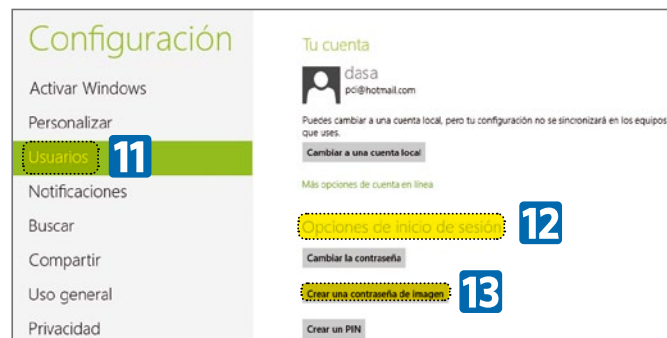 Configuración
Activar Windows
Personalizar
Usuarios
11
Notificaciones
Buscar
Compartir
Uso general
Privacidad
Tu cuenta
dasa
pci@hotmail.com
Puedes cambiar a una cuenta local, pero tu configuración no se sincronizará en los equipos
que uses.
Cambiar a una cuenta local
Más opciones de cuenta en línea
Opciones de inicio de sesión
12
Cambiar la contraseña
Crear una contraseña de imagen
13
Crear un PIN